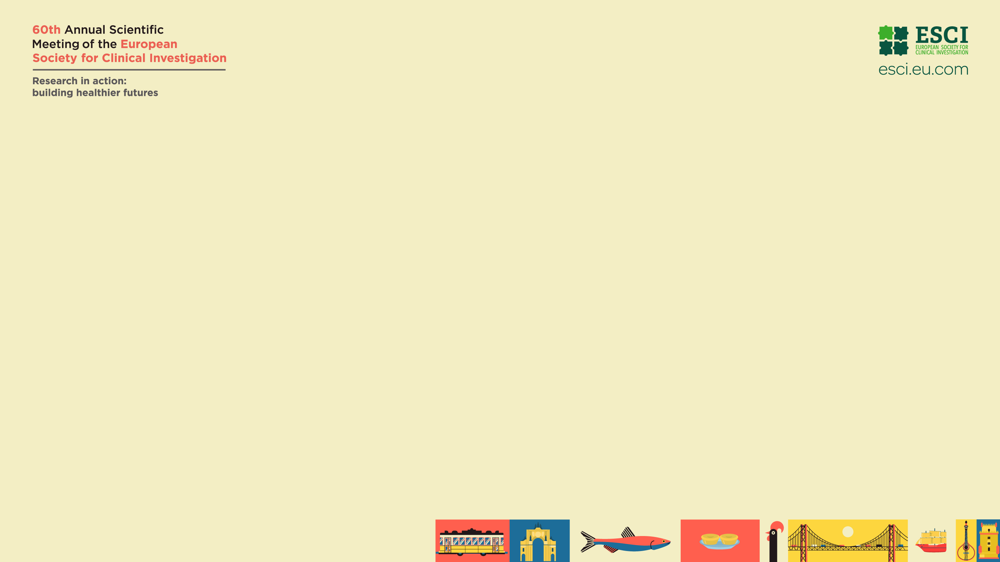 60th Annual Scientific
Meeting of the European
Society for Clinical Investigation
Research in action:
building healthier futures
ESCI
EUROPEAN SOCIETY FOR
CLINICAL INVESTIGATION
esci.eu.com